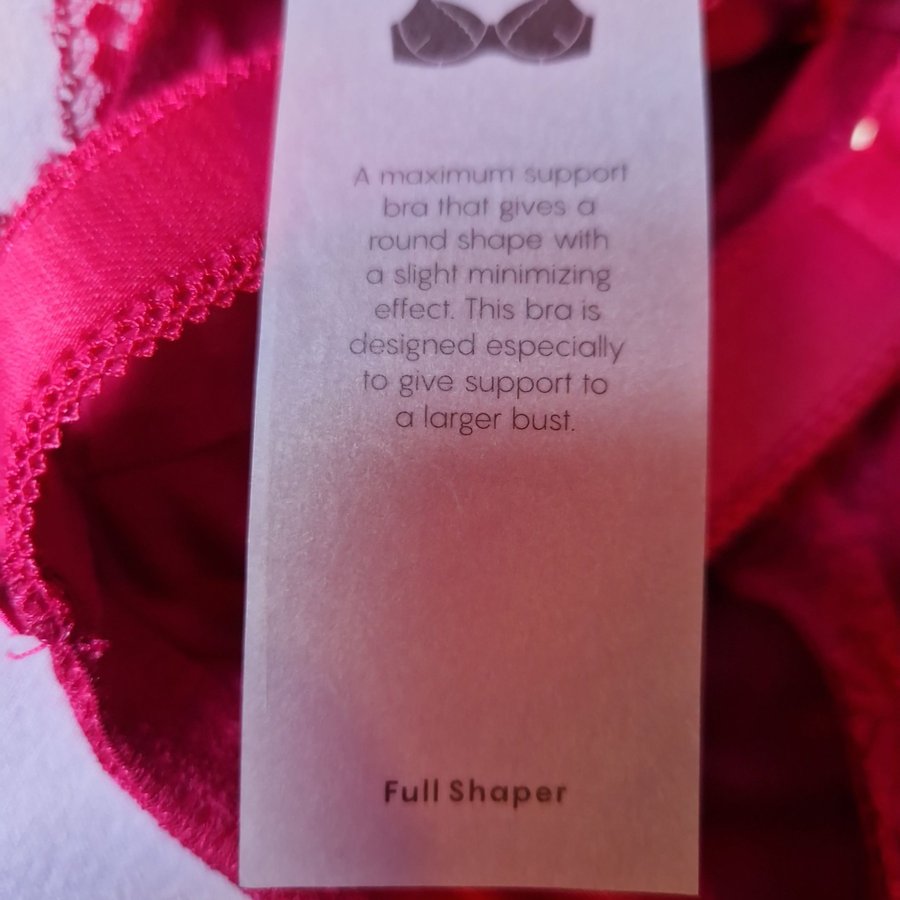 A maximum support
bra that gives a
round shape with
a slight minimizing
effect. This bra is
designed especially
to give support to
a larger bust.
Full Shaper